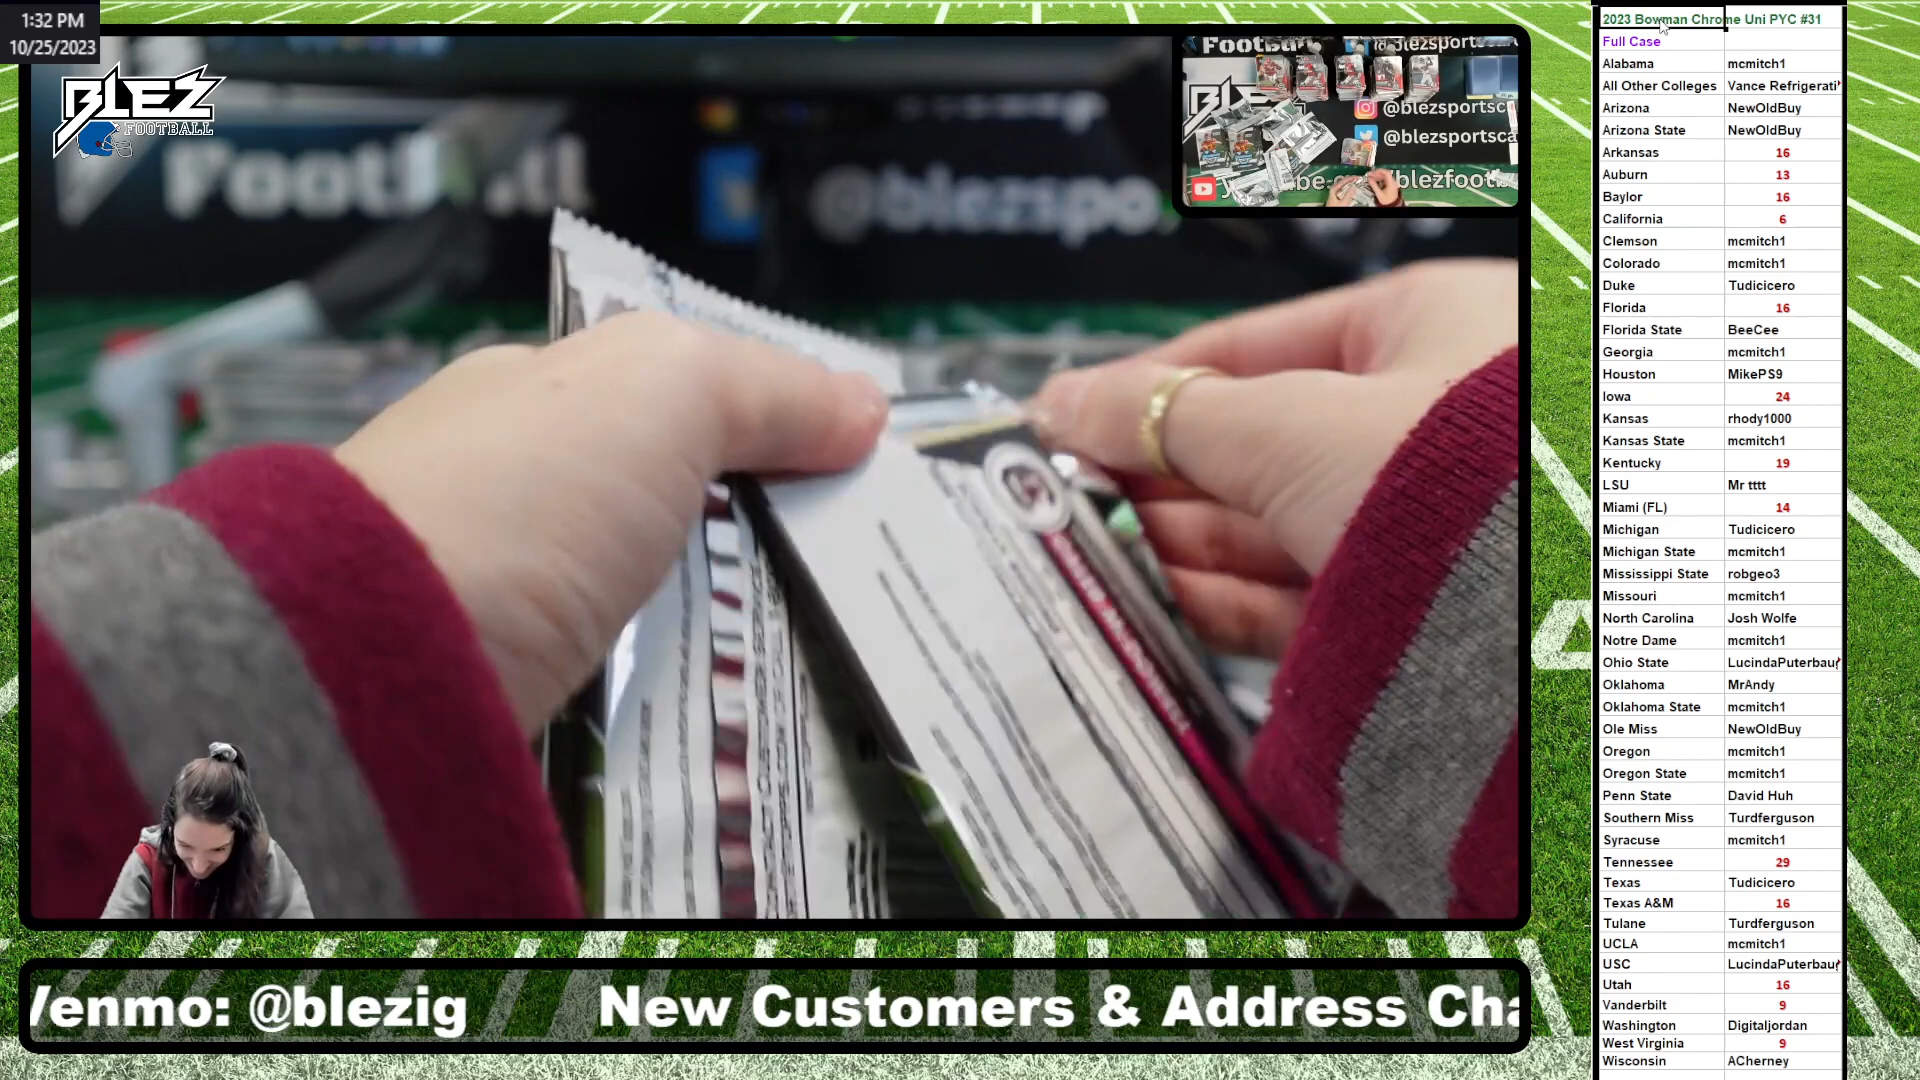 1:32 PM
10/25/2023
BLEZ
FOOTBALL
Football
@blezspo
@blezsportsca
@blezsportsca
/blezfootb
2023 Bowman Chrome Uni PYC #31
Full Case
Alabama mcmitch1
All Other Colleges Vance Refrigerati
Arizona NewOldBuy
Arizona State NewOldBuy
Arkansas 16
Auburn 13
Baylor 16
California 6
Clemson mcmitch1
Colorado mcmitch1
Duke Tudicicero
Florida 16
Florida State BeeCee
Georgia mcmitch1
Houston MikePS9
Iowa 24
Kansas rhody1000
Kansas State mcmitch1
Kentucky 19
LSU Mr tttt
Miami (FL) 14
Michigan Tudicicero
Michigan State mcmitch1
Mississippi State robgeo3
Missouri mcmitch1
North Carolina Josh Wolfe
Notre Dame mcmitch1
Ohio State LucindaPuterbau
Oklahoma MrAndy
Oklahoma State mcmitch1
Ole Miss NewOldBuy
Oregon mcmitch1
Oregon State mcmitch1
Penn State David Huh
Southern Miss Turdferguson
Syracuse mcmitch1
Tennessee 29
Texas Tudicicero
Texas A&M 16
Tulane Turdferguson
UCLA mcmitch1
USC LucindaPuterbau
Utah 16
Vanderbilt 9
Washington Digitaljordan
West Virginia 9
Wisconsin ACherney
Venmo: @blezig New Customers & Address Cha